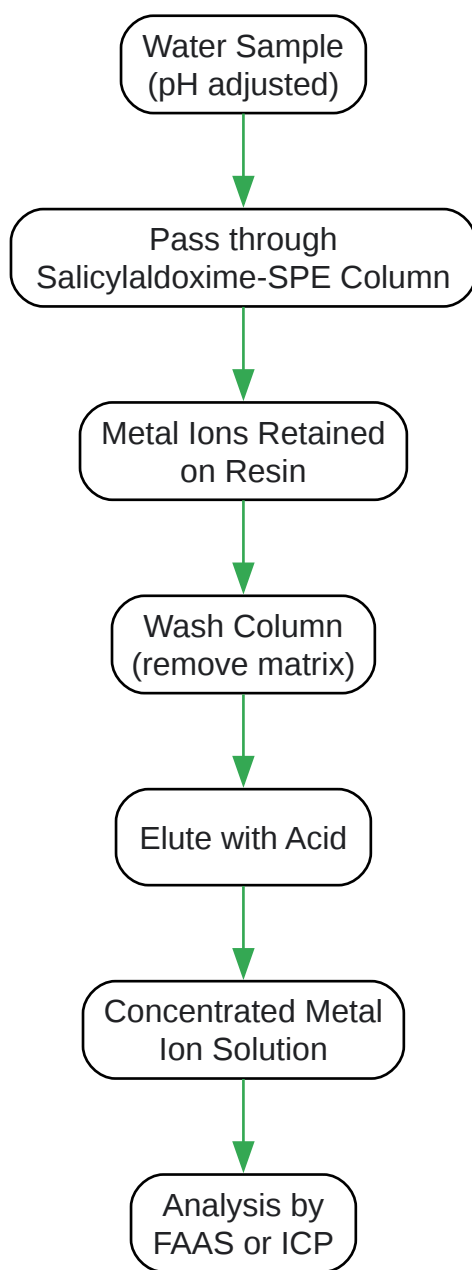 Water Sample
(pH adjusted)
Pass through
Salicylaldoxime-SPE Column
Metal Ions Retained
on Resin
Wash Column
(remove matrix)
Elute with Acid
Concentrated Metal
Ion Solution
Analysis by
FAAS or ICP